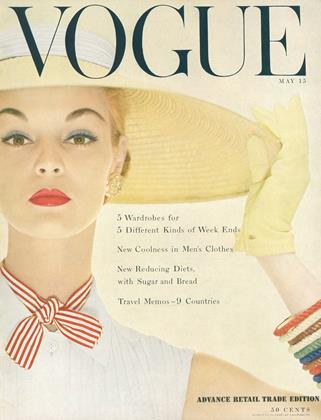 VOGUE
MAY 15
5 Wardrobes for
5 Different Kinds of Week Ends
New Coolness in Men's Clothes
New Reducing Diets,
with Sugar and Bread
Travel Memos–9 Countries
ADVANCE RETAIL TRADE EDITION
50 CENTS